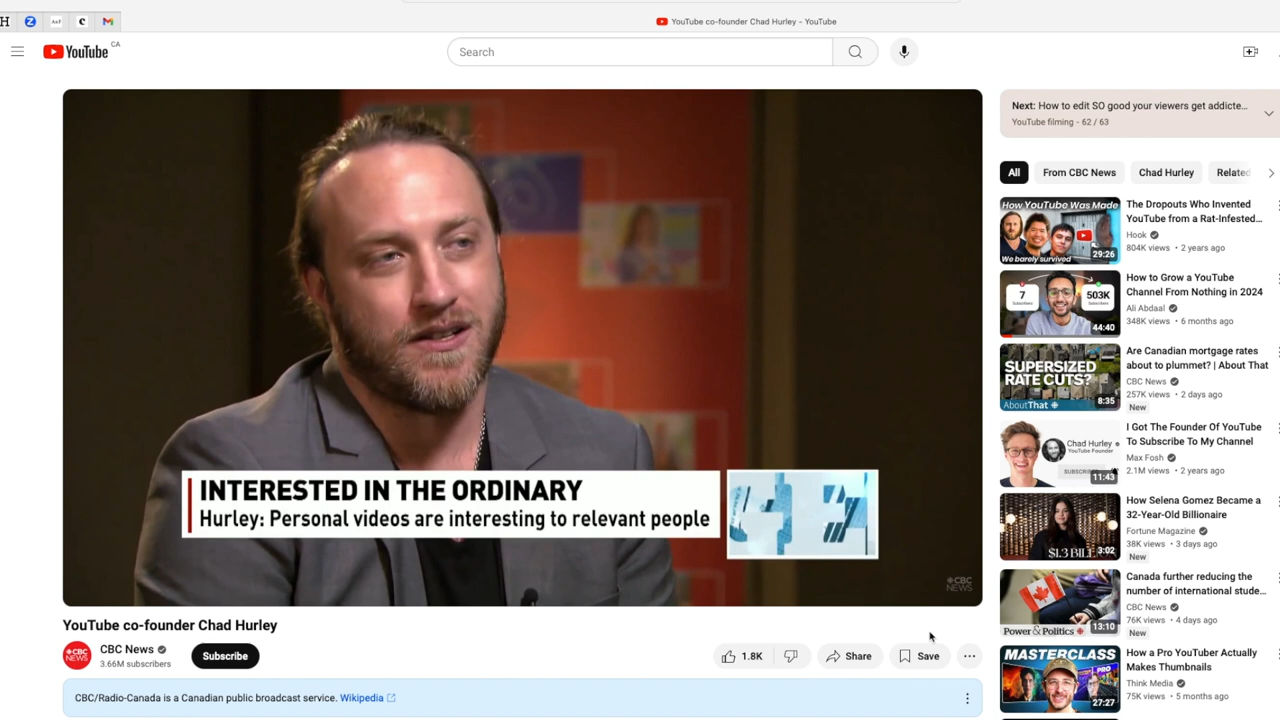 H
Z
A≡F
c
YouTube co-founder Chad Hurley - YouTube
YouTube
CA
Search
INTERESTED IN THE ORDINARY
Hurley: Personal videos are interesting to relevant people
CBC
NEWS
YouTube co-founder Chad Hurley
CBC NEWS
CBC News
3.66M subscribers
Subscribe
1.8K
Share
Save
CBC/Radio-Canada is a Canadian public broadcast service. Wikipedia
Next: How to edit SO good your viewers get addicte...
YouTube filming - 62 / 63
All
From CBC News
Chad Hurley
Related
How YouTube Was Made
We barely survived
29:26
The Dropouts Who Invented
YouTube from a Rat-Infested...
Hook
804K views • 2 years ago
7
503K
44:40
How to Grow a YouTube
Channel From Nothing in 2024
Ali Abdaal
348K views • 6 months ago
SUPERSIZED
RATE CUTS?
AboutThat
8:35
Are Canadian mortgage rates
about to plummet? | About That
CBC News
257K views • 2 days ago
New
Chad Hurley
YouTube Founder
SUBSCRIBE
11:43
I Got The Founder Of YouTube
To Subscribe To My Channel
Max Fosh
2.1M views • 2 years ago
$1.3 BIL
3:02
How Selena Gomez Became a
32-Year-Old Billionaire
Fortune Magazine
38K views • 3 days ago
New
Power & Politics
13:10
Canada further reducing the
number of international stude...
CBC News
76K views • 4 days ago
New
MASTERCLASS
PRO
27:27
How a Pro YouTuber Actually
Makes Thumbnails
Think Media
75K views • 5 months ago